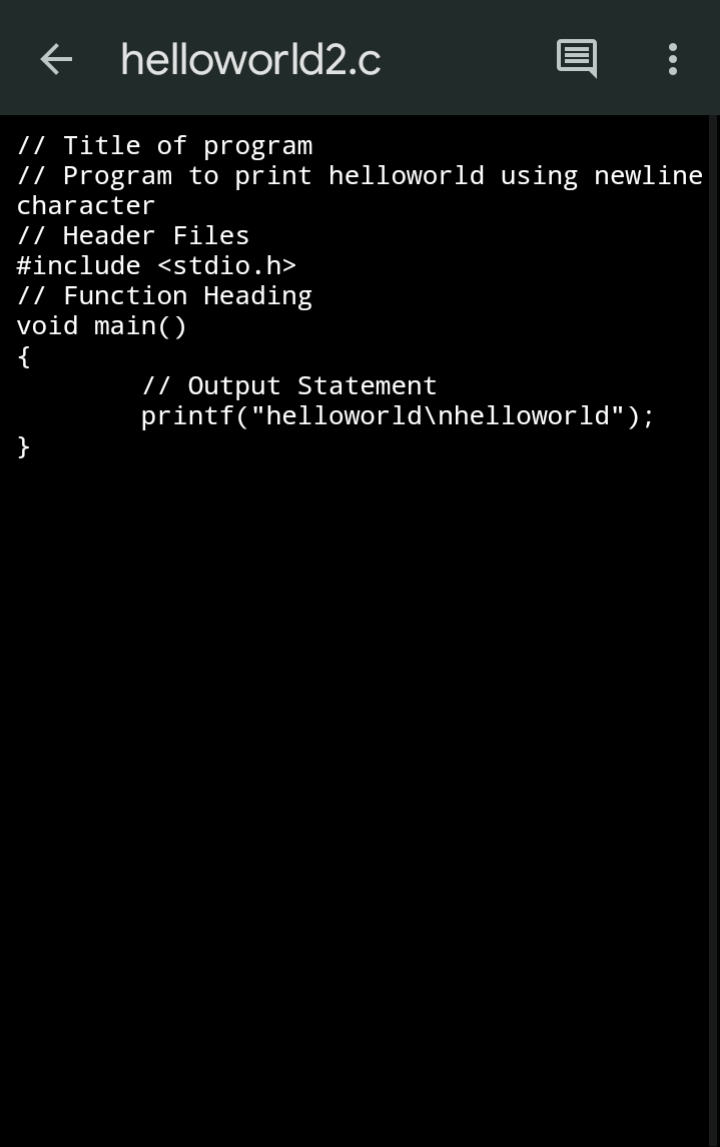 helloworld2.c
// Title of program
// Program to print helloworld using newline
character
// Header Files
#include <stdio.h>
// Function Heading
void main()
{
        // Output Statement
        printf("helloworld\nhelloworld");
}